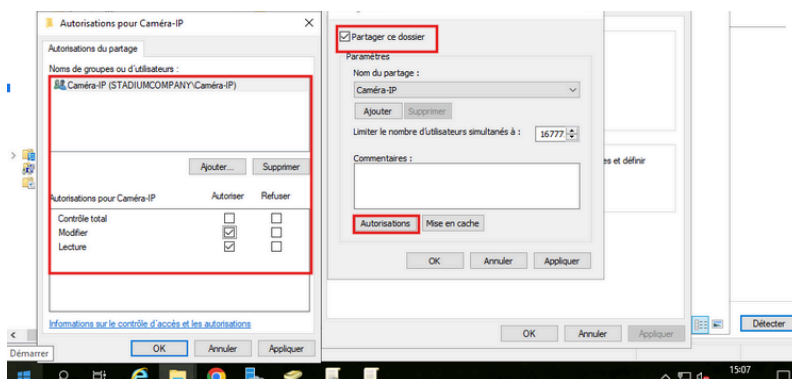 Autorisations pour Caméra-IP
Autorisations du partage
Noms de groupes ou d'utilisateurs :
Caméra-IP (STADIUMCOMPANY\Caméra-IP)
Ajouter... Supprimer
Autorisations pour Caméra-IP Autoriser Refuser
Contrôle total
Modifier
Lecture
Informations sur le contrôle d'accès et les autorisations
OK Annuler Appliquer
Partager ce dossier
Paramètres
Nom du partage :
Caméra-IP
Ajouter Supprimer
Limiter le nombre d'utilisateurs simultanés à : 16777
Commentaires :
Autorisations Mise en cache
OK Annuler Appliquer
es et définir
OK Annuler Appliquer
Détecter
Démarrer
15:07